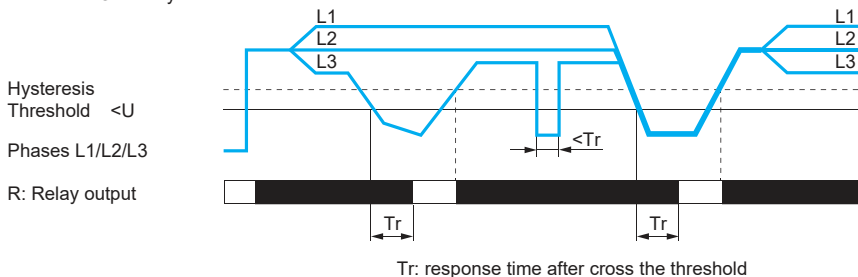 L1
L2
L3
L1
L2
L3
Hysteresis
Threshold <U
<Tr
Phases L1/L2/L3
R: Relay output
Tr
Tr
Tr: response time after cross the threshold